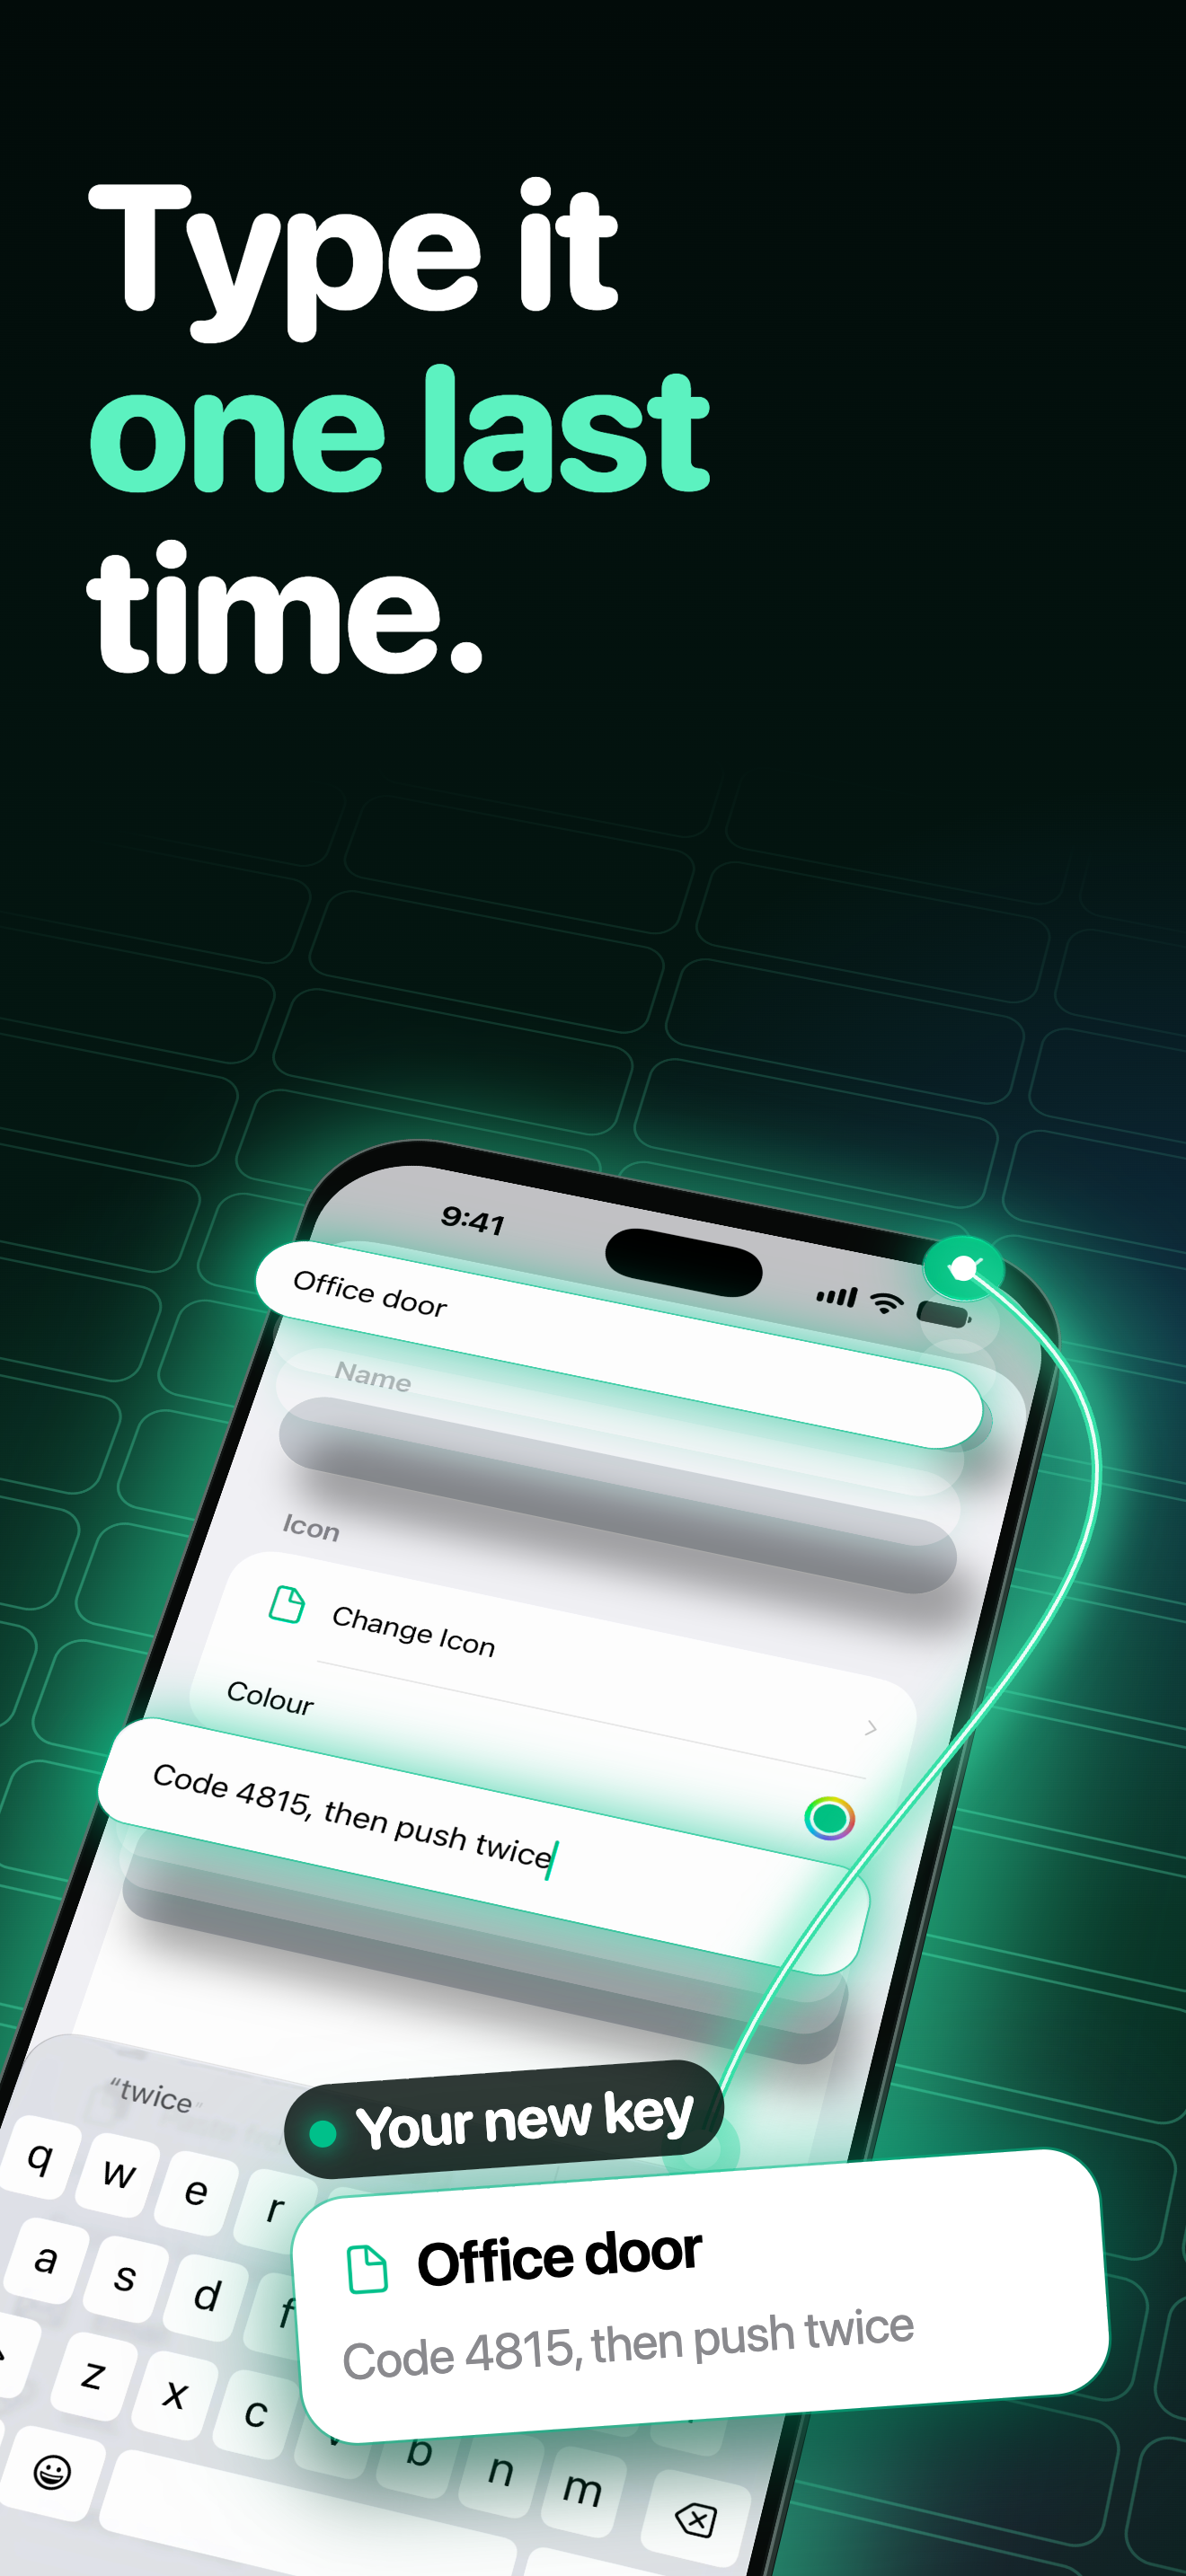 Type it
one last
time.
9:41
Office door
Name
Icon
Change Icon
Colour
Code 4815, then push twice
“twice”
Your new key
q w e r
Office door
a s d f
Code 4815, then push twice
z x c v b n m